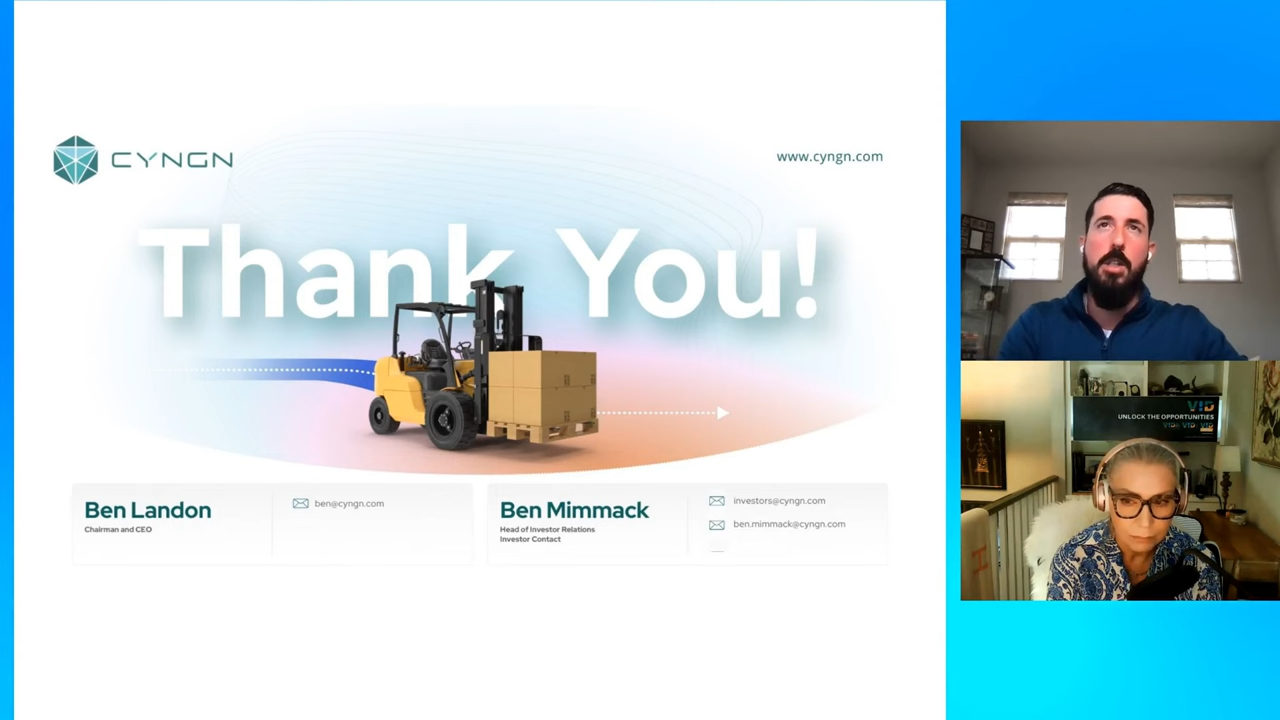 CYNGN
www.cyngn.com
Thank You!
Ben Landon
Chairman and CEO
ben@cyngn.com
Ben Mimmack
Head of Investor Relations
Investor Contact
investors@cyngn.com
ben.mimmack@cyngn.com
VID
UNLOCK THE OPPORTUNITIES